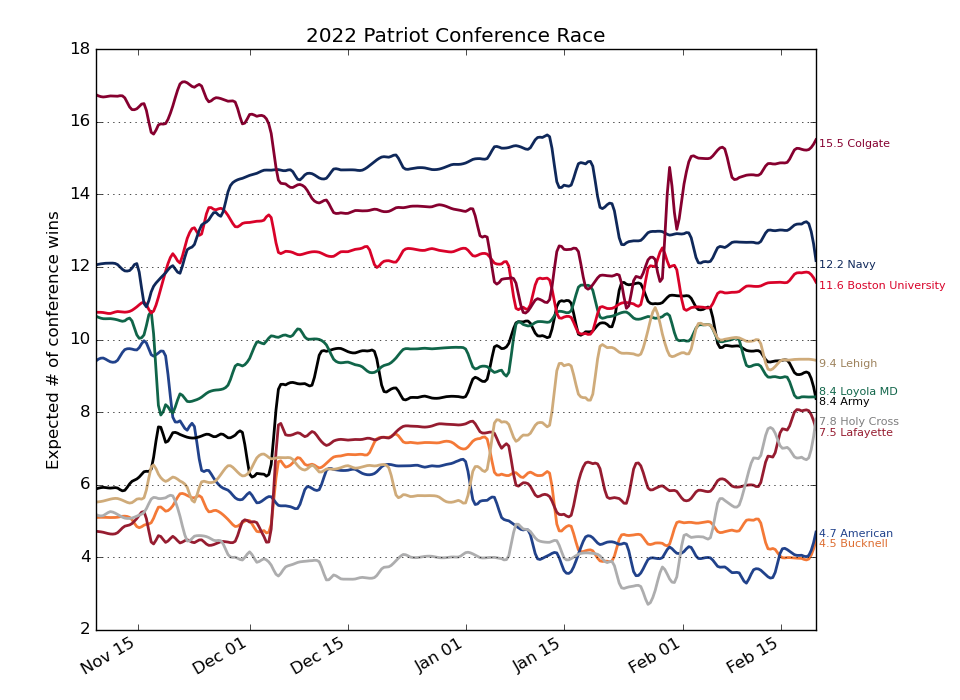 2022 Patriot Conference Race
Expected # of conference wins
18
16
14
12
10
8
6
4
2
Nov 15
Dec 01
Dec 15
Jan 01
Jan 15
Feb 01
Feb 15
15.5 Colgate
12.2 Navy
11.6 Boston University
9.4 Lehigh
8.4 Loyola MD
8.4 Army
7.8 Holy Cross
7.5 Lafayette
4.7 American
4.5 Bucknell